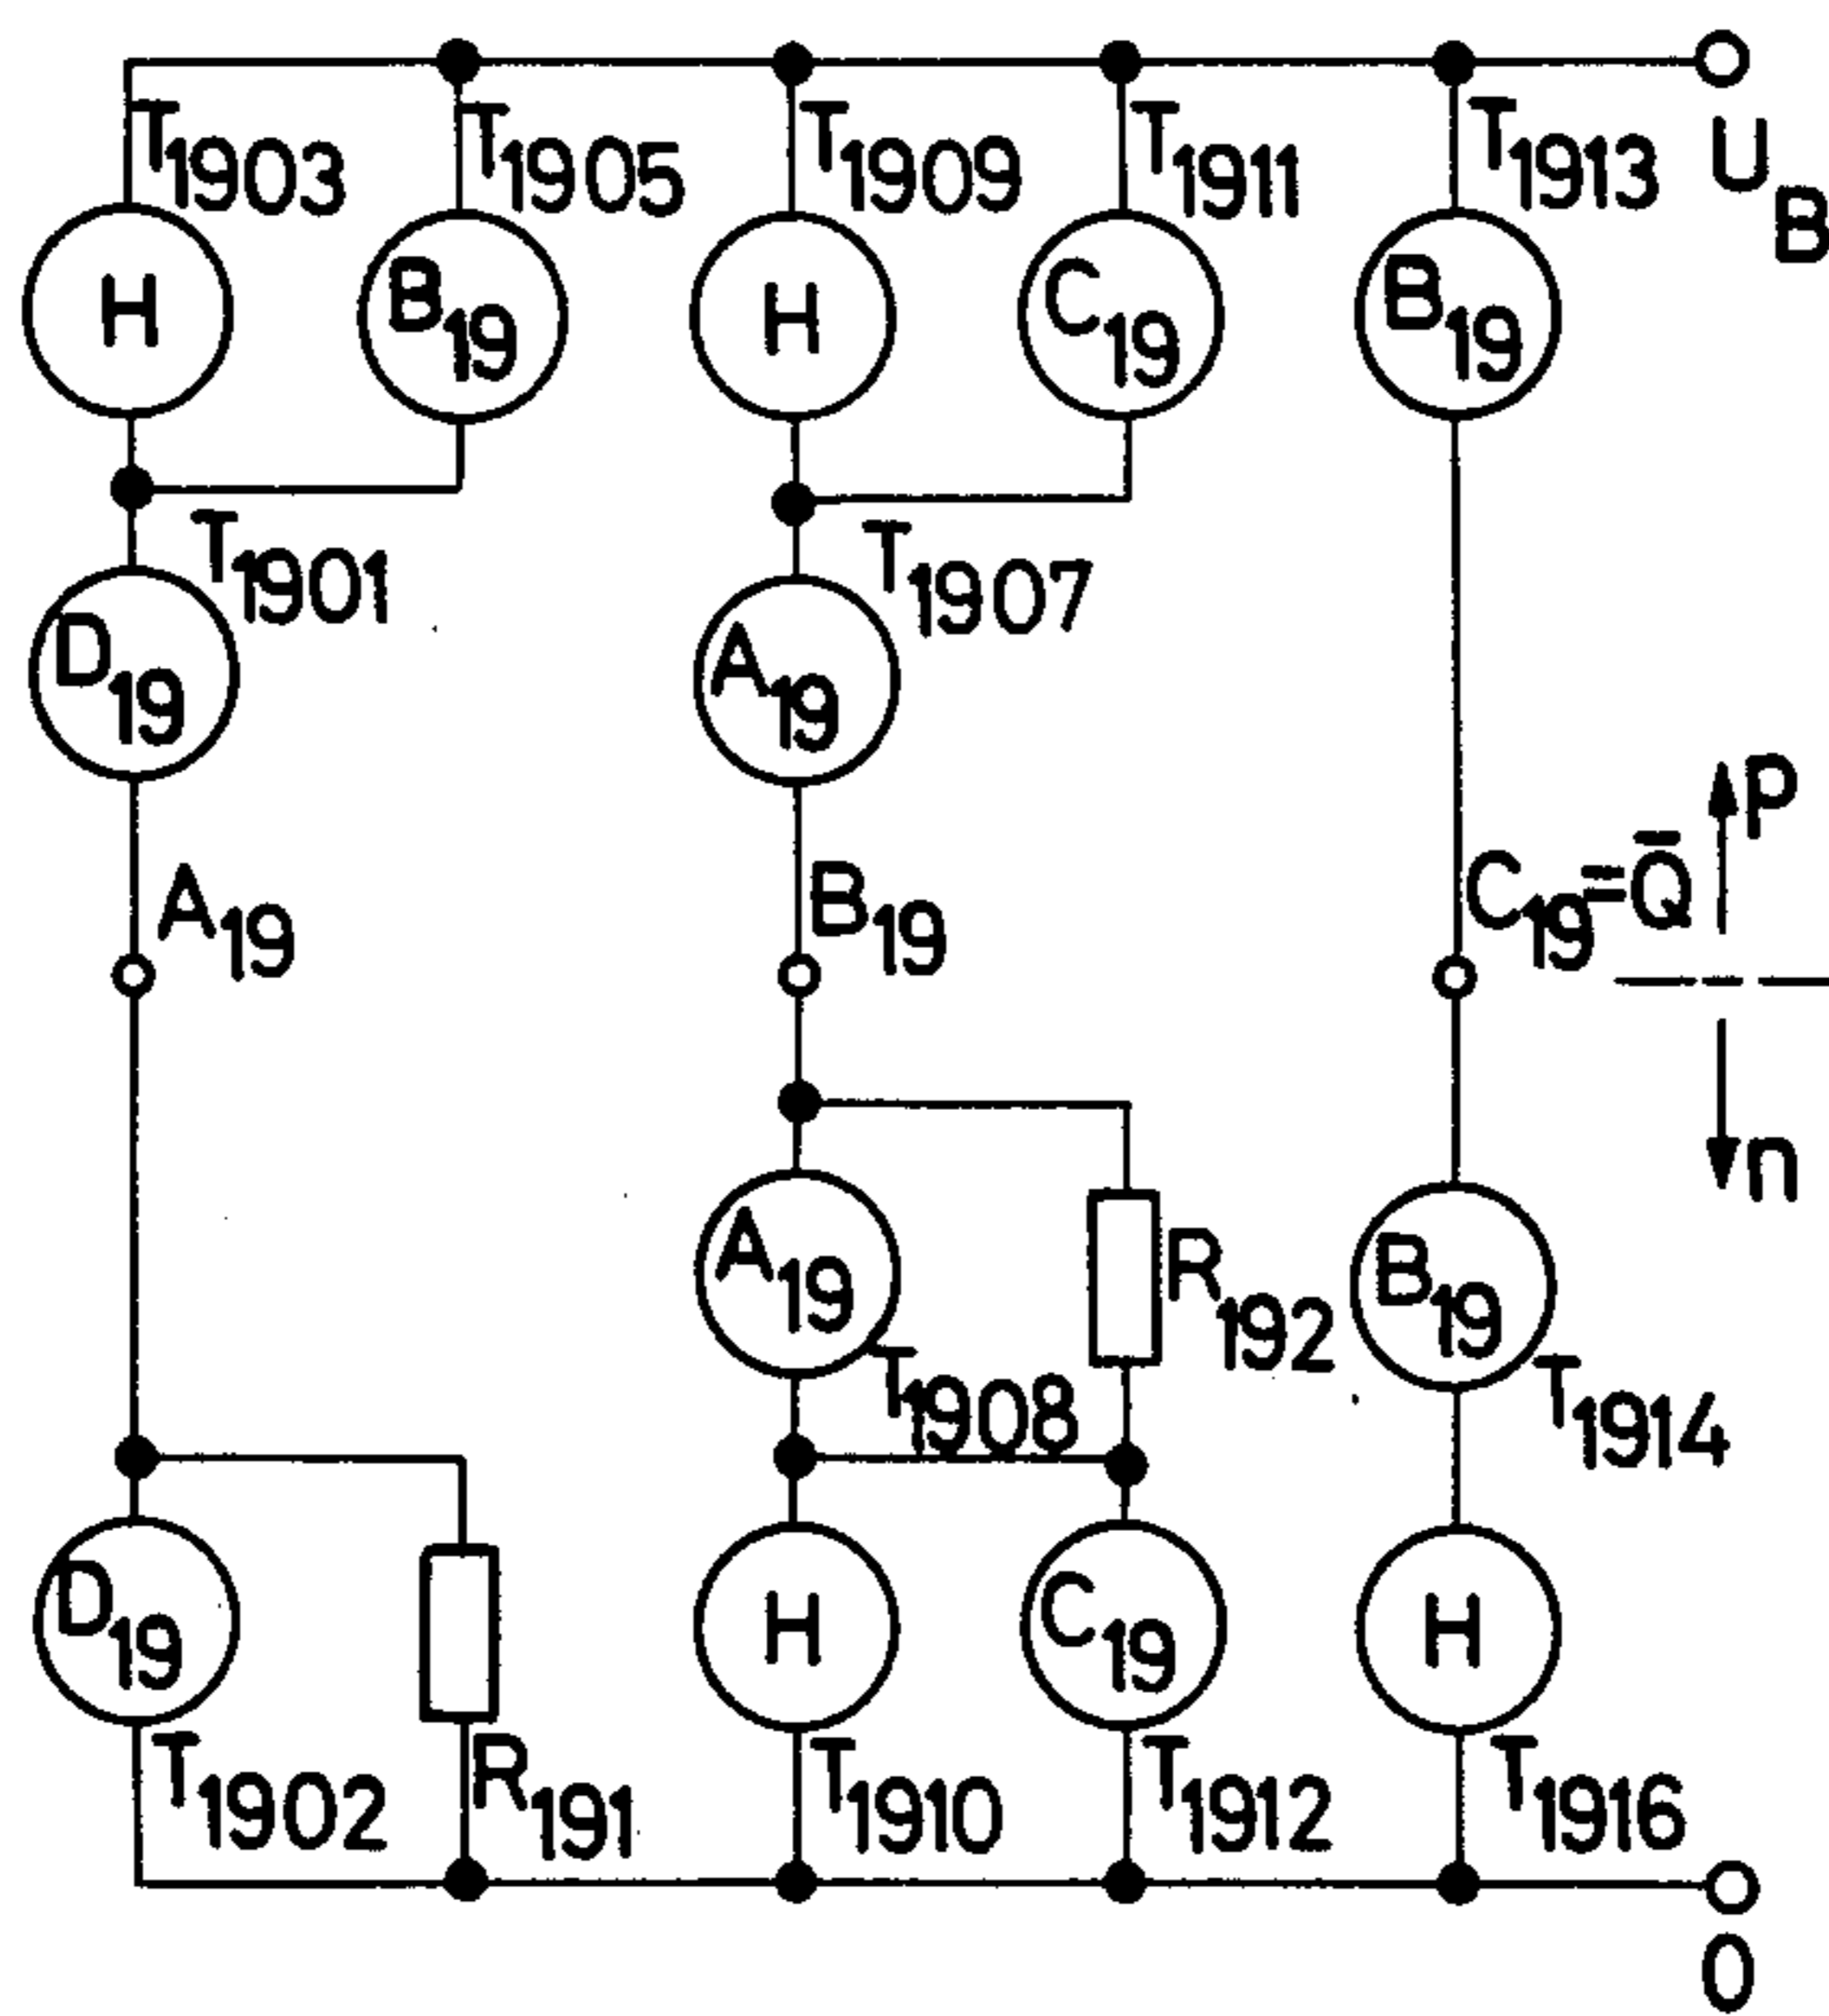 T1903 T1905 T1909 T1911 T1913 UB
H B19 H C19 B19
T1901 T1907
D19 A19
p
A19 B19 C19=Q̄
n
A19 R192 B19
T1908 T1914
D19 H C19 H
T1902 R191 T1910 T1912 T1916
0